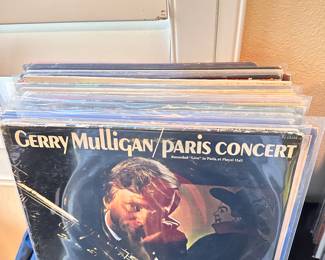 Gerry Mulligan/Paris Concert
Recorded "Live" in Paris, at Pleyel Hall